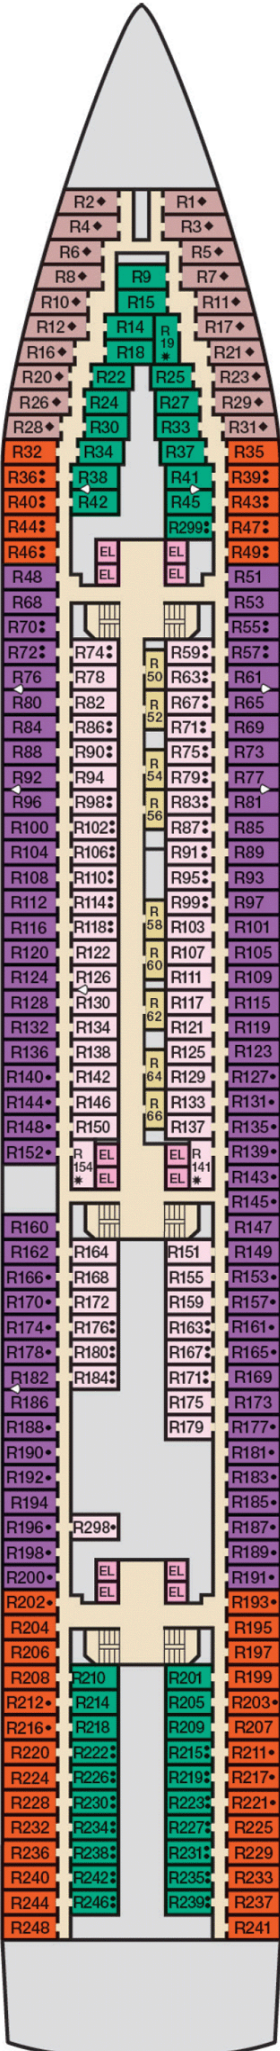 R2◆ R1◆
R4◆ R3◆
R6◆ R5◆
R8◆ R9 R7◆
R10◆ R15 R11◆
R12◆ R14 R19✷ R17◆
R16◆ R18 R21◆
R20◆ R22 R25 R23◆
R26◆ R24 R27 R29◆
R28◆ R30 R33 R31◆
R32 R34 R37 R35
R36: R38 R41 R39:
R40: R42 R45 R43:
R44: R299: R47:
R46: EL EL R49:
R48 EL EL R51
R68 R53
R70: R55:
R72: R74: R50 R59: R57:
R76 R78 R63: R61
R80 R82 R52 R67: R65
R84 R86: R71: R69
R88 R90: R54 R75: R73
R92 R94 R79: R77
R96 R98: R56 R83: R81
R100 R102: R87: R85
R104 R106: R91: R89
R108 R110: R95: R93
R112 R114: R58 R99: R97
R116 R118: R103 R101
R120 R122 R60 R107 R105
R124 R126 R111 R109
R128 R130 R62 R117 R115
R132 R134 R121 R119
R136 R138 R64 R125 R123
R140• R142 R129 R127•
R144• R146 R66 R133 R131•
R148• R150 R137 R135•
R152• R154✷ EL EL R141✷ R139•
EL EL R143•
R145•
R160 R147
R162 R164 R151 R149
R166• R168 R155 R153•
R170• R172 R159 R157•
R174• R176: R163: R161•
R178• R180: R167: R165•
R182 R184: R171: R169
R186 R175 R173
R188• R179 R177•
R190• R181•
R192• R183•
R194 R185•
R196• R298• R187•
R198• EL EL R189•
R200• EL EL R191•
R202• R193•
R204 R195
R206 R197
R208 R210 R201 R199
R212• R214 R205 R203•
R216• R218 R209 R207
R220 R222: R215: R211•
R224 R226: R219: R217•
R228 R230: R223: R221•
R232 R234: R227: R225
R236 R238: R231: R229
R240 R242: R235: R233
R244 R246: R239: R237
R248 R241